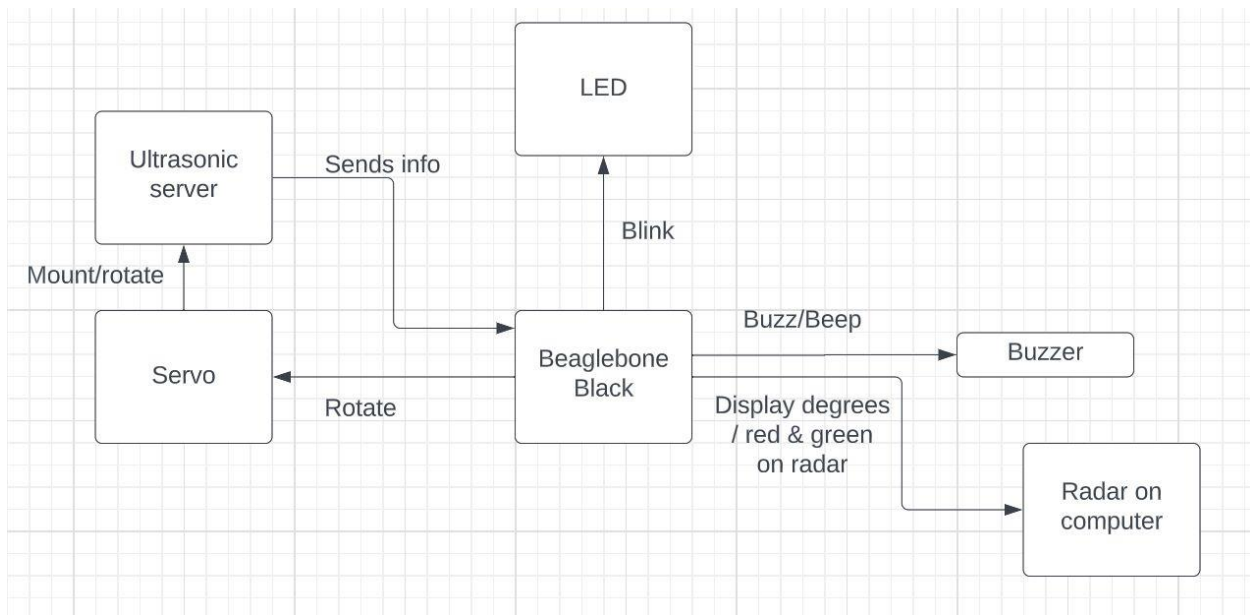 LED
Ultrasonic
server
Sends info
Blink
Mount/rotate
Servo
Rotate
Beaglebone
Black
Buzz/Beep
Buzzer
Display degrees
/ red & green
on radar
Radar on
computer